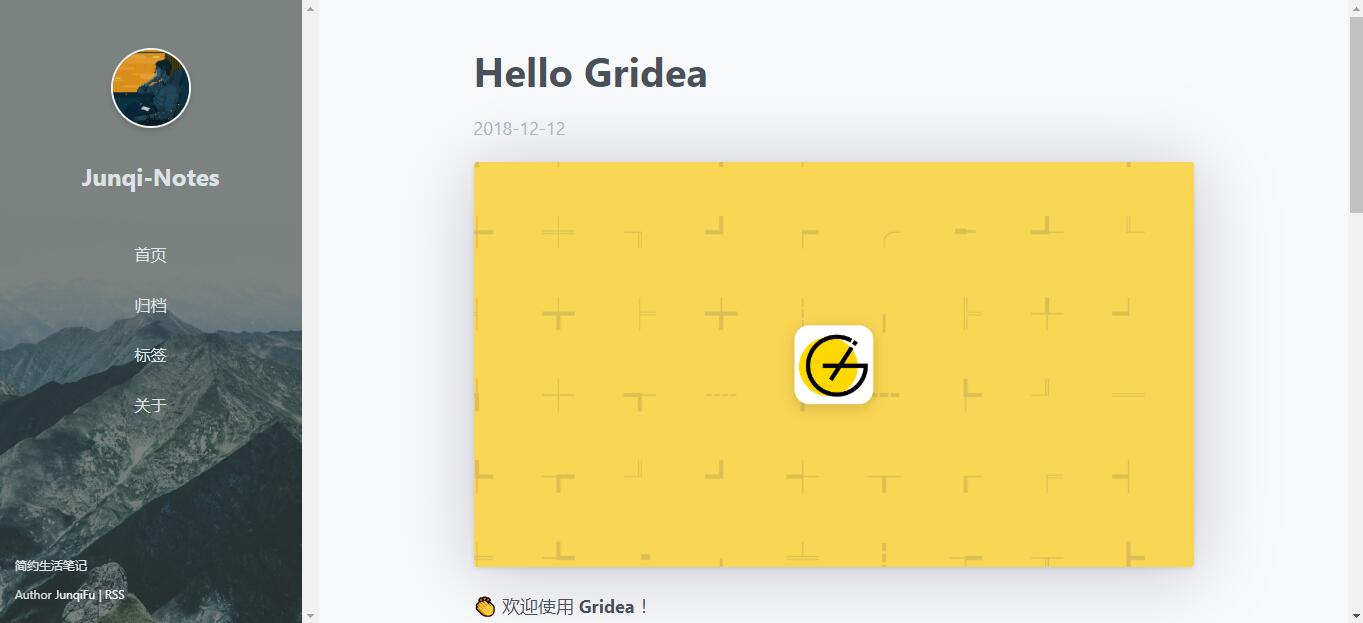 Junqi-Notes
首页
归档
标签
关于
简约生活笔记
Author JunqiFu | RSS
Hello Gridea
2018-12-12
👏 欢迎使用 Gridea ！